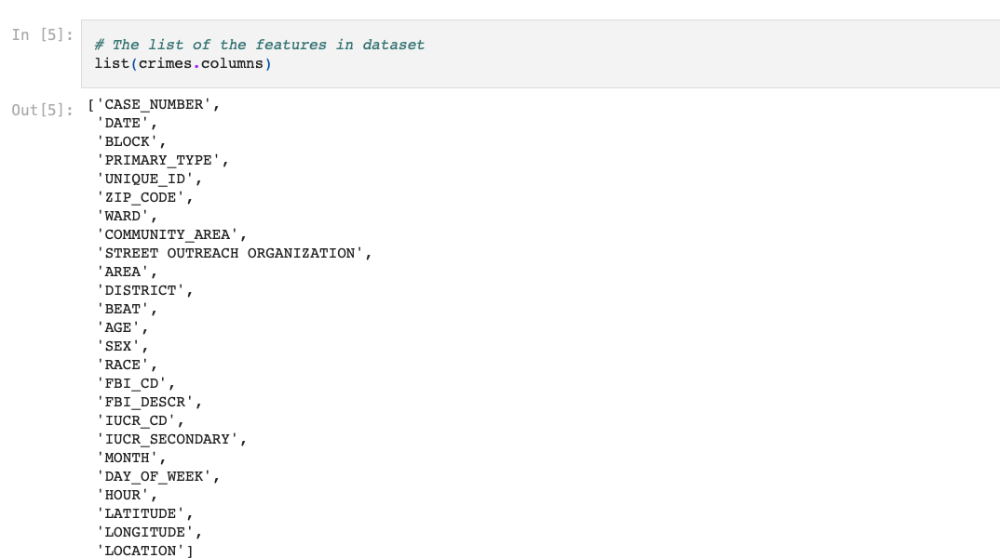 In [5]:
# The list of the features in dataset
list(crimes.columns)
Out[5]:
['CASE_NUMBER',
'DATE',
'BLOCK',
'PRIMARY_TYPE',
'UNIQUE_ID',
'ZIP_CODE',
'WARD',
'COMMUNITY_AREA',
'STREET OUTREACH ORGANIZATION',
'AREA',
'DISTRICT',
'BEAT',
'AGE',
'SEX',
'RACE',
'FBI_CD',
'FBI_DESCR',
'IUCR_CD',
'IUCR_SECONDARY',
'MONTH',
'DAY_OF_WEEK',
'HOUR',
'LATITUDE',
'LONGITUDE',
'LOCATION']